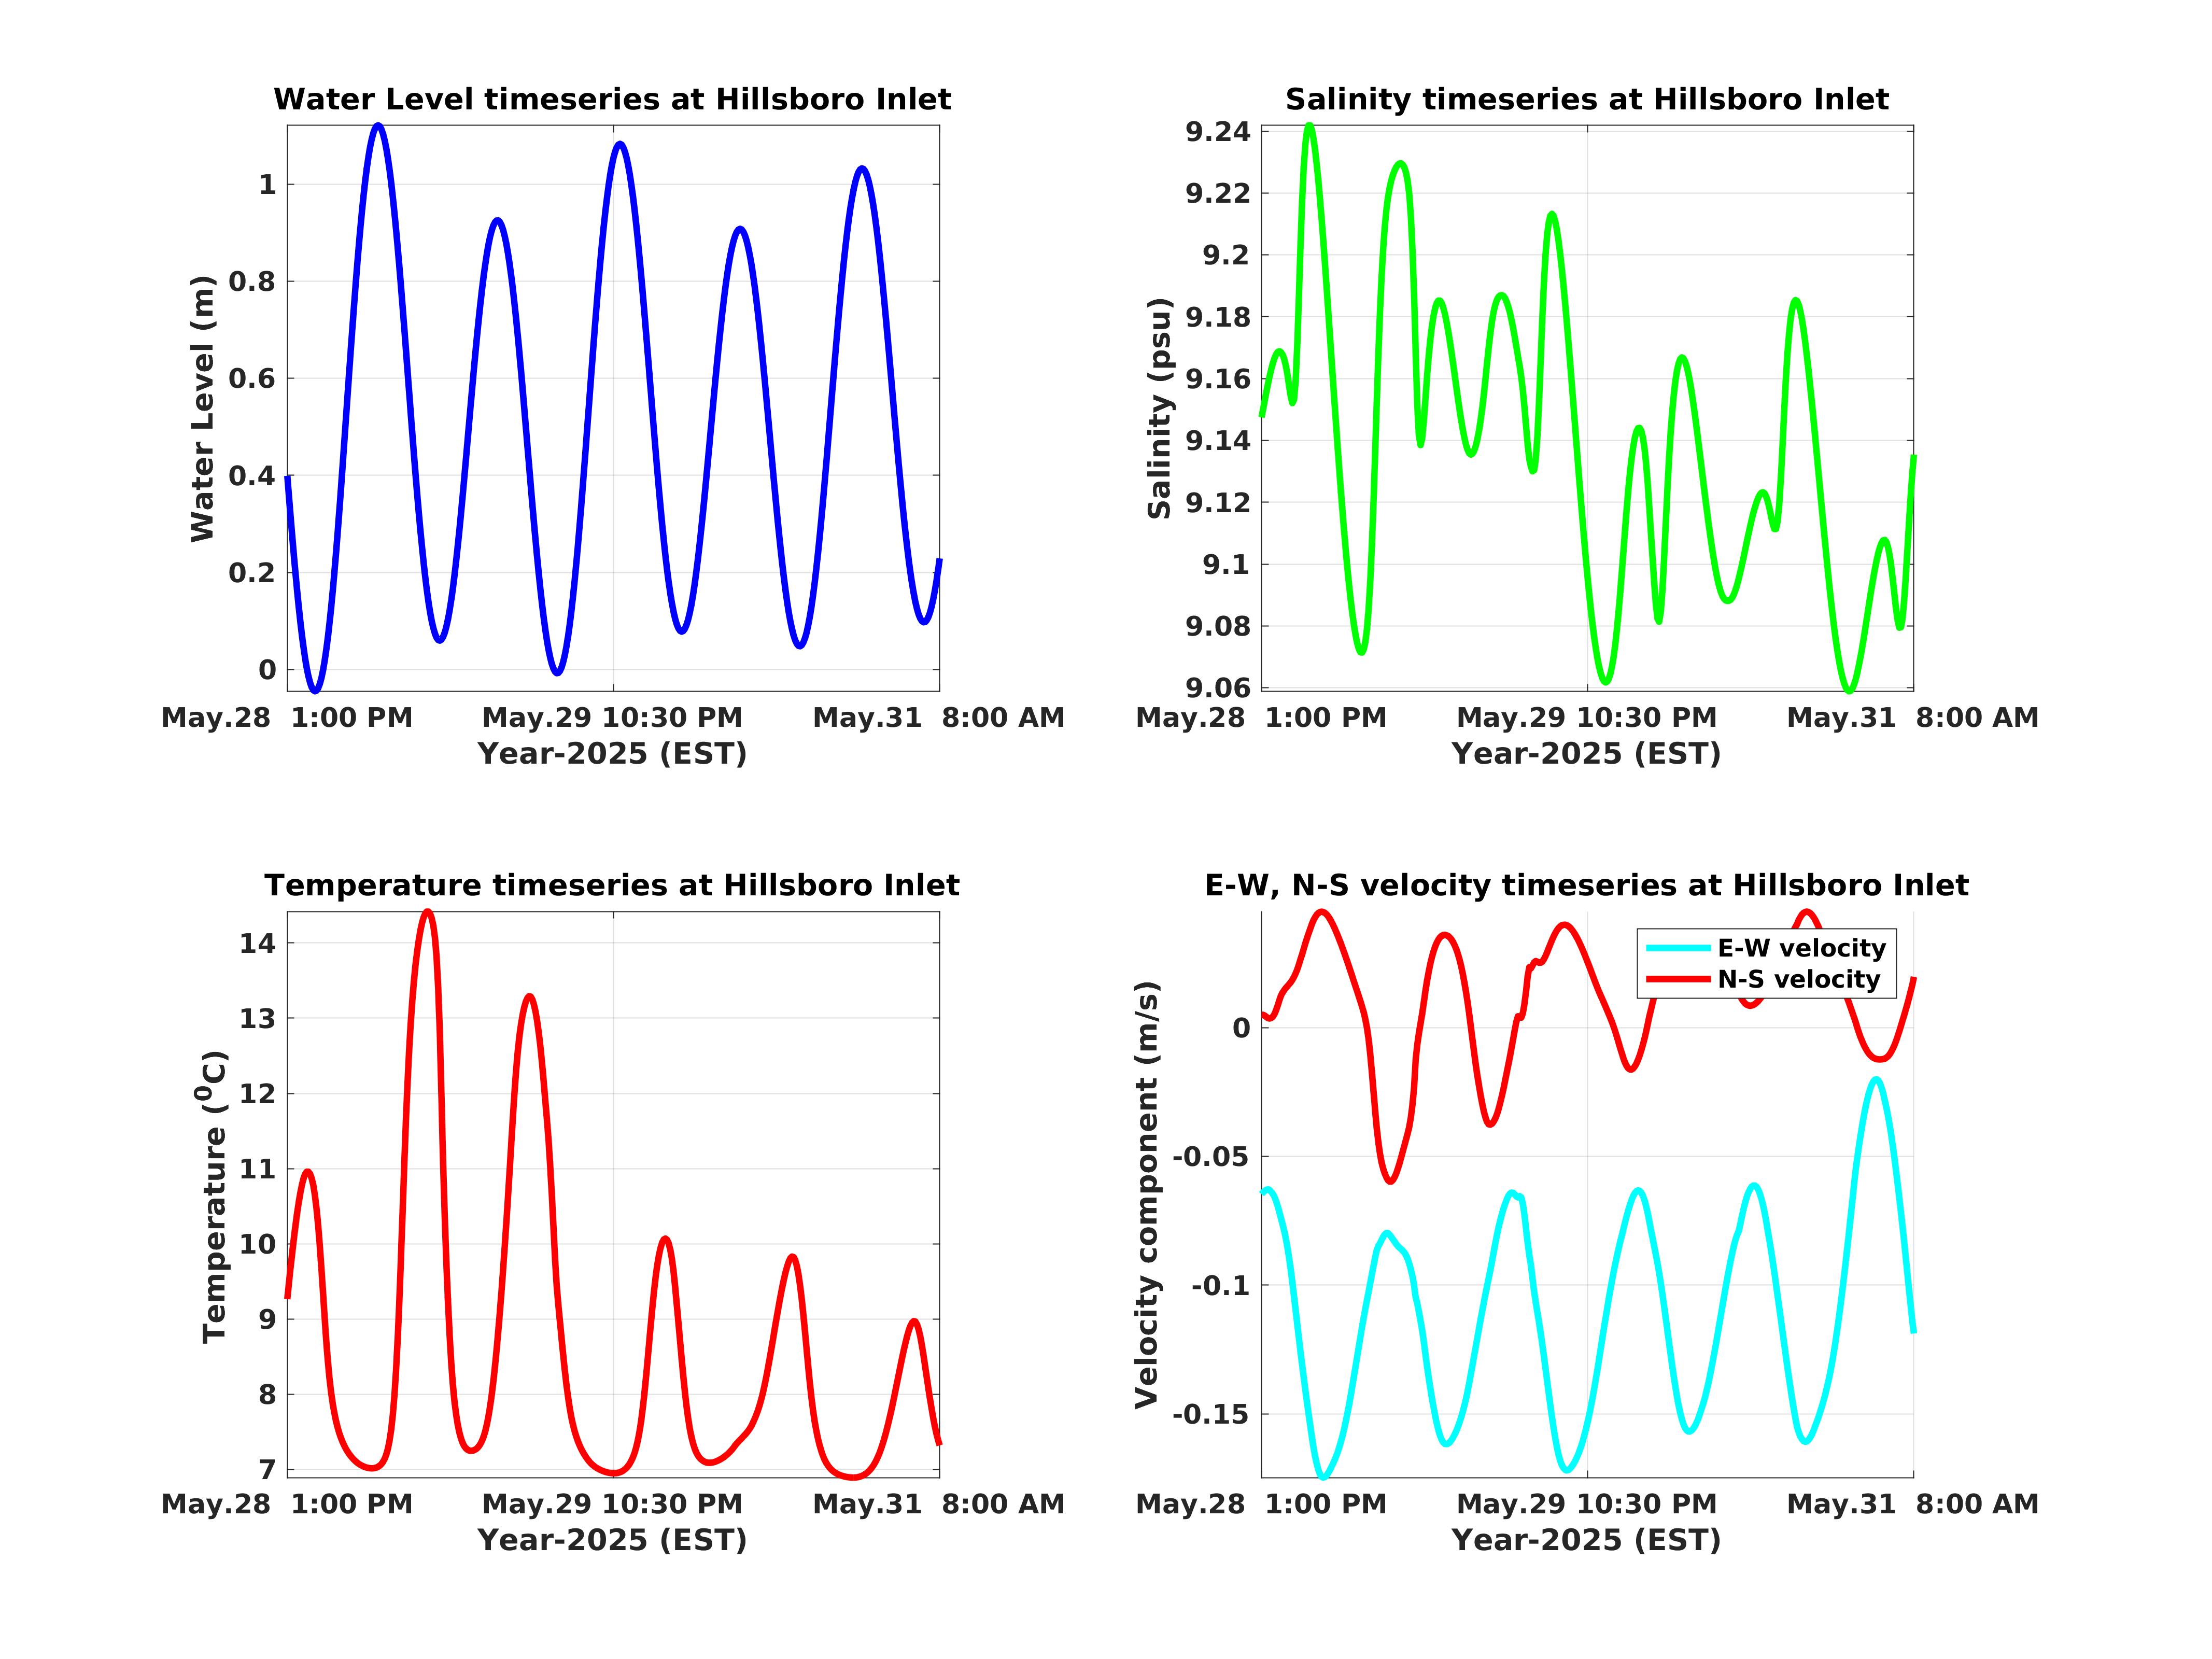 Water Level timeseries at Hillsboro Inlet
Water Level (m)
1
0.8
0.6
0.4
0.2
0
May.28  1:00 PM
May.29 10:30 PM
May.31  8:00 AM
Year-2025 (EST)
Salinity timeseries at Hillsboro Inlet
Salinity (psu)
9.24
9.22
9.2
9.18
9.16
9.14
9.12
9.1
9.08
9.06
May.28  1:00 PM
May.29 10:30 PM
May.31  8:00 AM
Year-2025 (EST)
Temperature timeseries at Hillsboro Inlet
Temperature (⁰C)
14
13
12
11
10
9
8
7
May.28  1:00 PM
May.29 10:30 PM
May.31  8:00 AM
Year-2025 (EST)
E-W, N-S velocity timeseries at Hillsboro Inlet
Velocity component (m/s)
E-W velocity
N-S velocity
0
-0.05
-0.1
-0.15
May.28  1:00 PM
May.29 10:30 PM
May.31  8:00 AM
Year-2025 (EST)